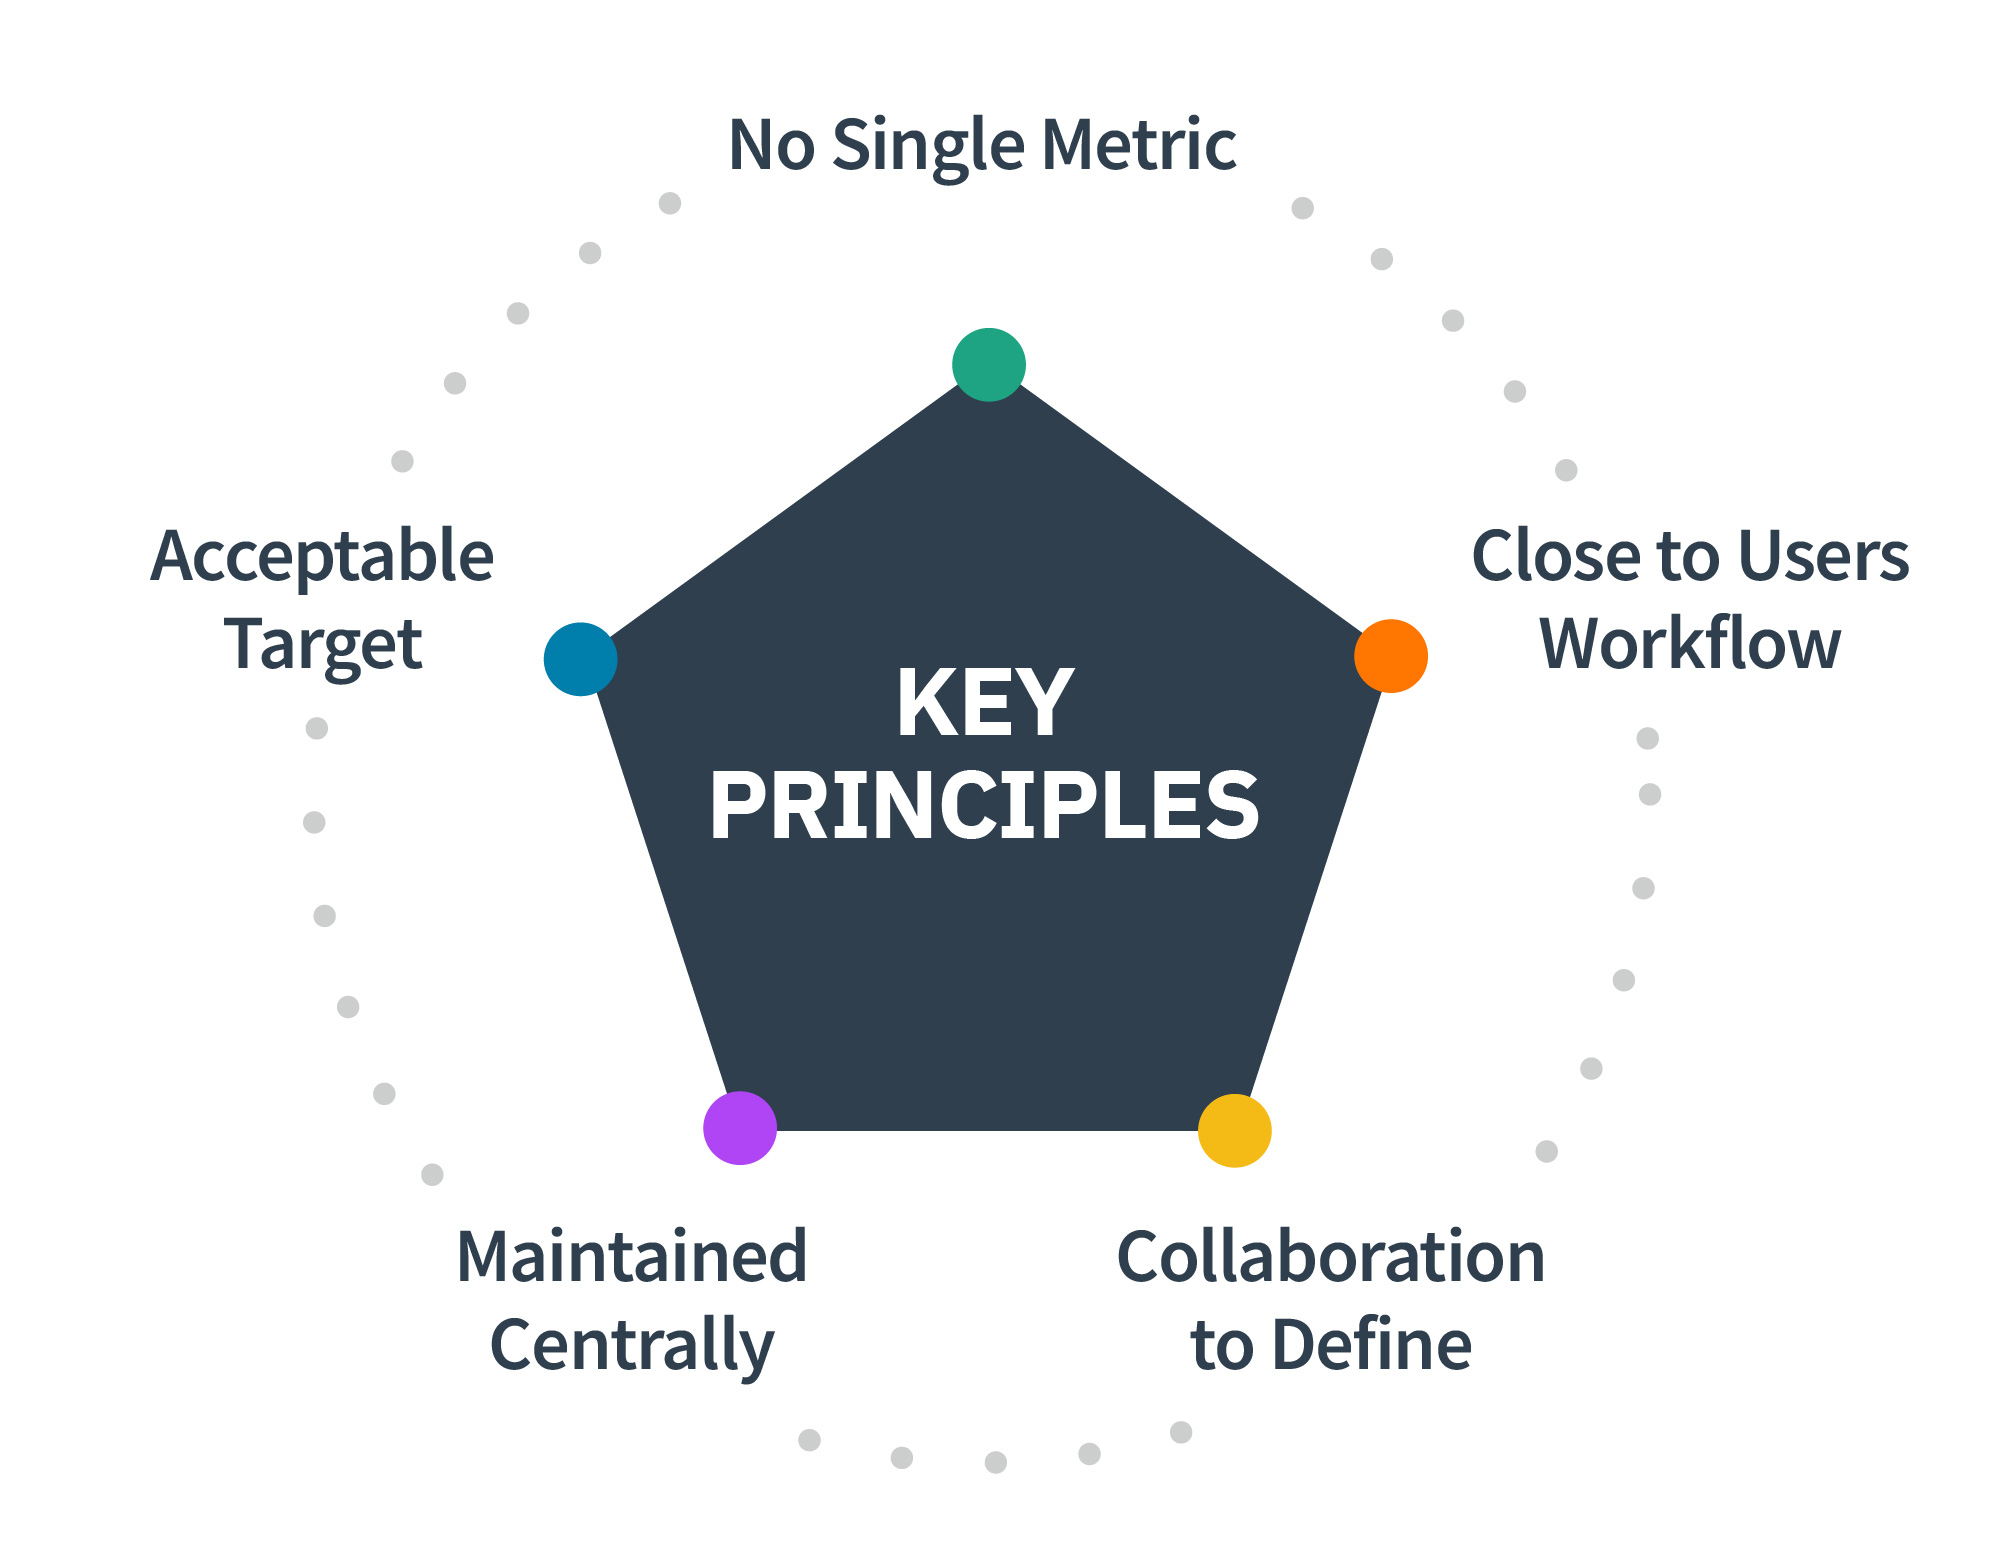 No Single Metric
Acceptable
Target
Close to Users
Workflow
KEY
PRINCIPLES
Maintained
Centrally
Collaboration
to Define